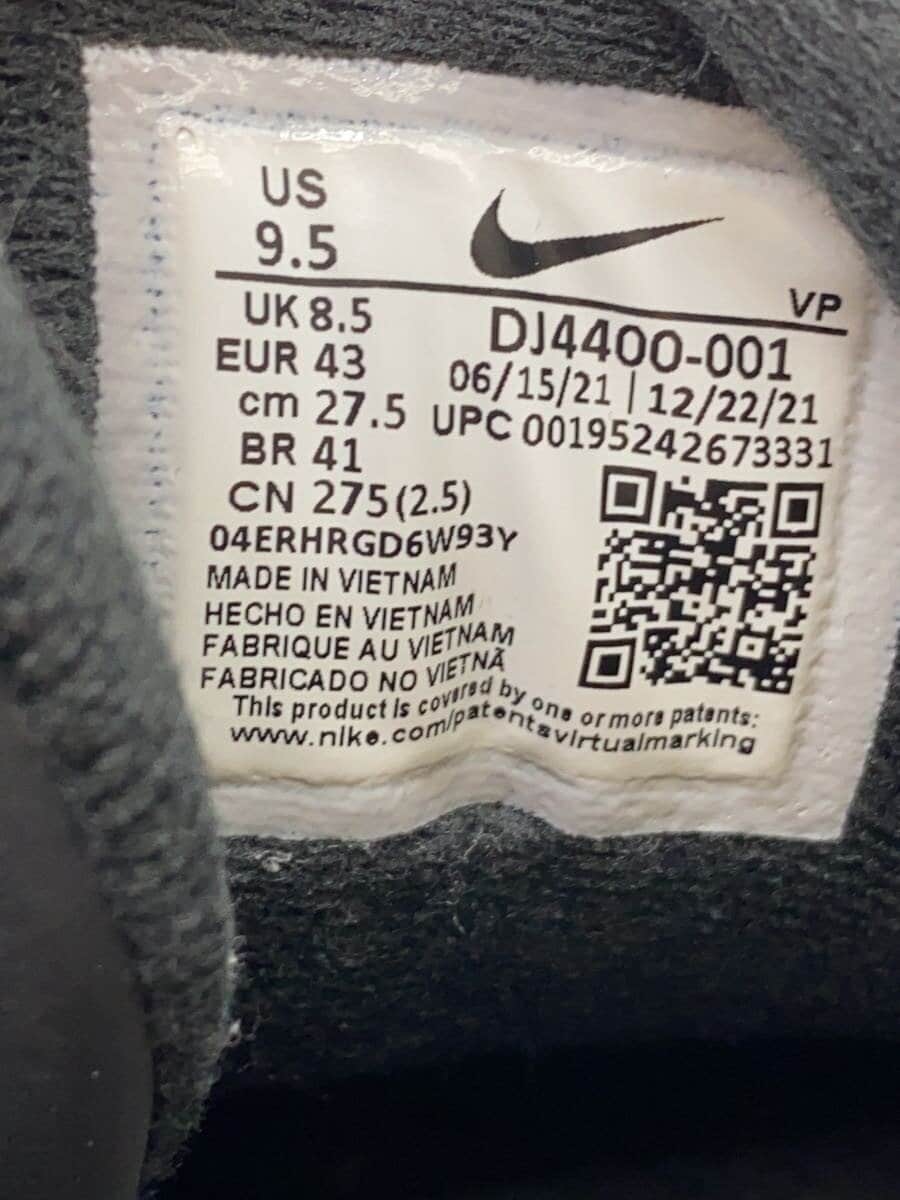 US
9.5
VP
UK 8.5
EUR 43
cm 27.5
BR 41
CN 275(2.5)
DJ4400-001
06/15/21 | 12/22/21
UPC 00195242673331
04ERHRGD6W93Y
MADE IN VIETNAM
HECHO EN VIETNAM
FABRIQUE AU VIETNAM
FABRICADO NO VIETNÃ
This product is covered by one or more patents:
www.nike.com/patentsvirtualmarking